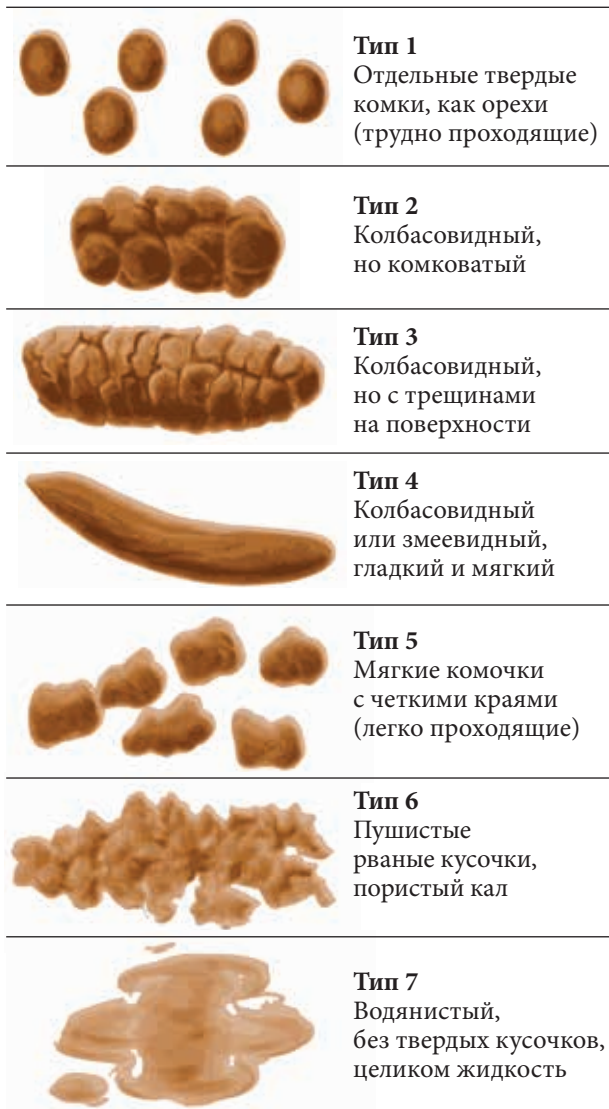 Тип 1
Отдельные твердые
комки, как орехи
(трудно проходящие)
Тип 2
Колбасовидный,
но комковатый
Тип 3
Колбасовидный,
но с трещинами
на поверхности
Тип 4
Колбасовидный
или змеевидный,
гладкий и мягкий
Тип 5
Мягкие комочки
с четкими краями
(легко проходящие)
Тип 6
Пушистые
рваные кусочки,
пористый кал
Тип 7
Водянистый,
без твердых кусочков,
целиком жидкость